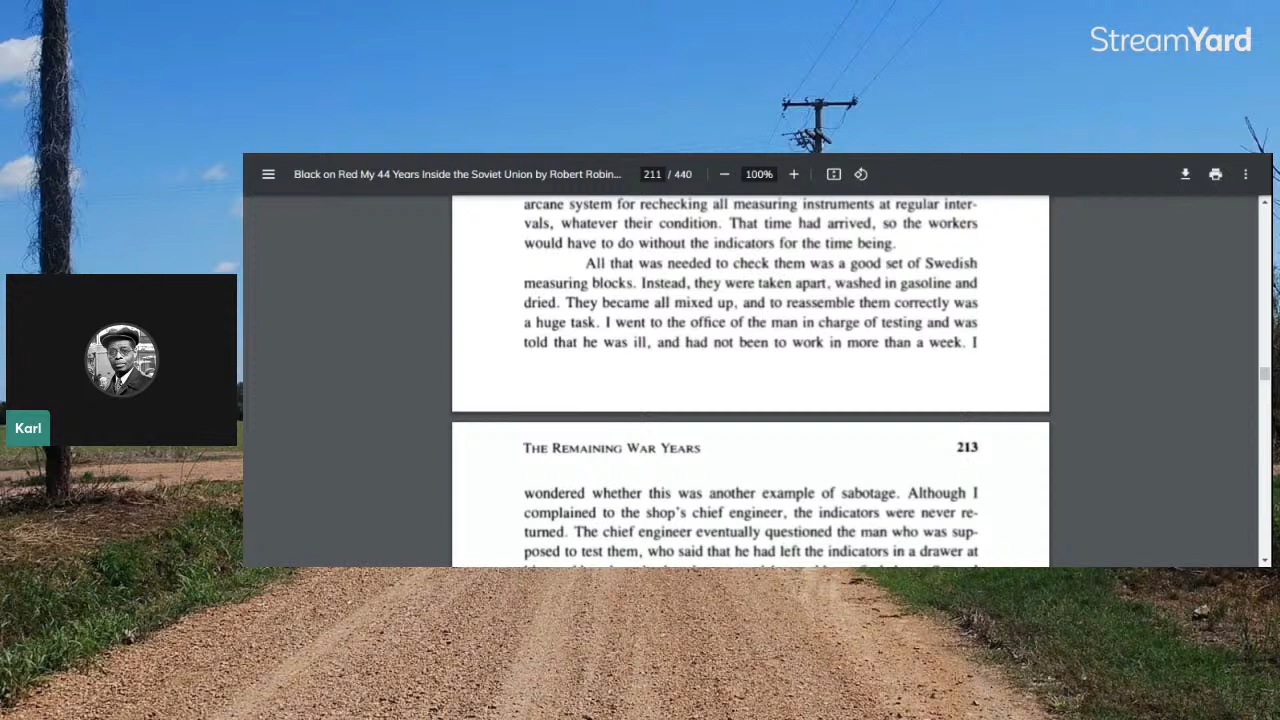 StreamYard
Black on Red My 44 Years Inside the Soviet Union by Robert Robin... 211 / 440 100%
arcane system for rechecking all measuring instruments at regular inter-
vals, whatever their condition. That time had arrived, so the workers
would have to do without the indicators for the time being.
All that was needed to check them was a good set of Swedish
measuring blocks. Instead, they were taken apart, washed in gasoline and
dried. They became all mixed up, and to reassemble them correctly was
a huge task. I went to the office of the man in charge of testing and was
told that he was ill, and had not been to work in more than a week. I
Karl
THE REMAINING WAR YEARS 213
wondered whether this was another example of sabotage. Although I
complained to the shop's chief engineer, the indicators were never re-
turned. The chief engineer eventually questioned the man who was sup-
posed to test them, who said that he had left the indicators in a drawer at